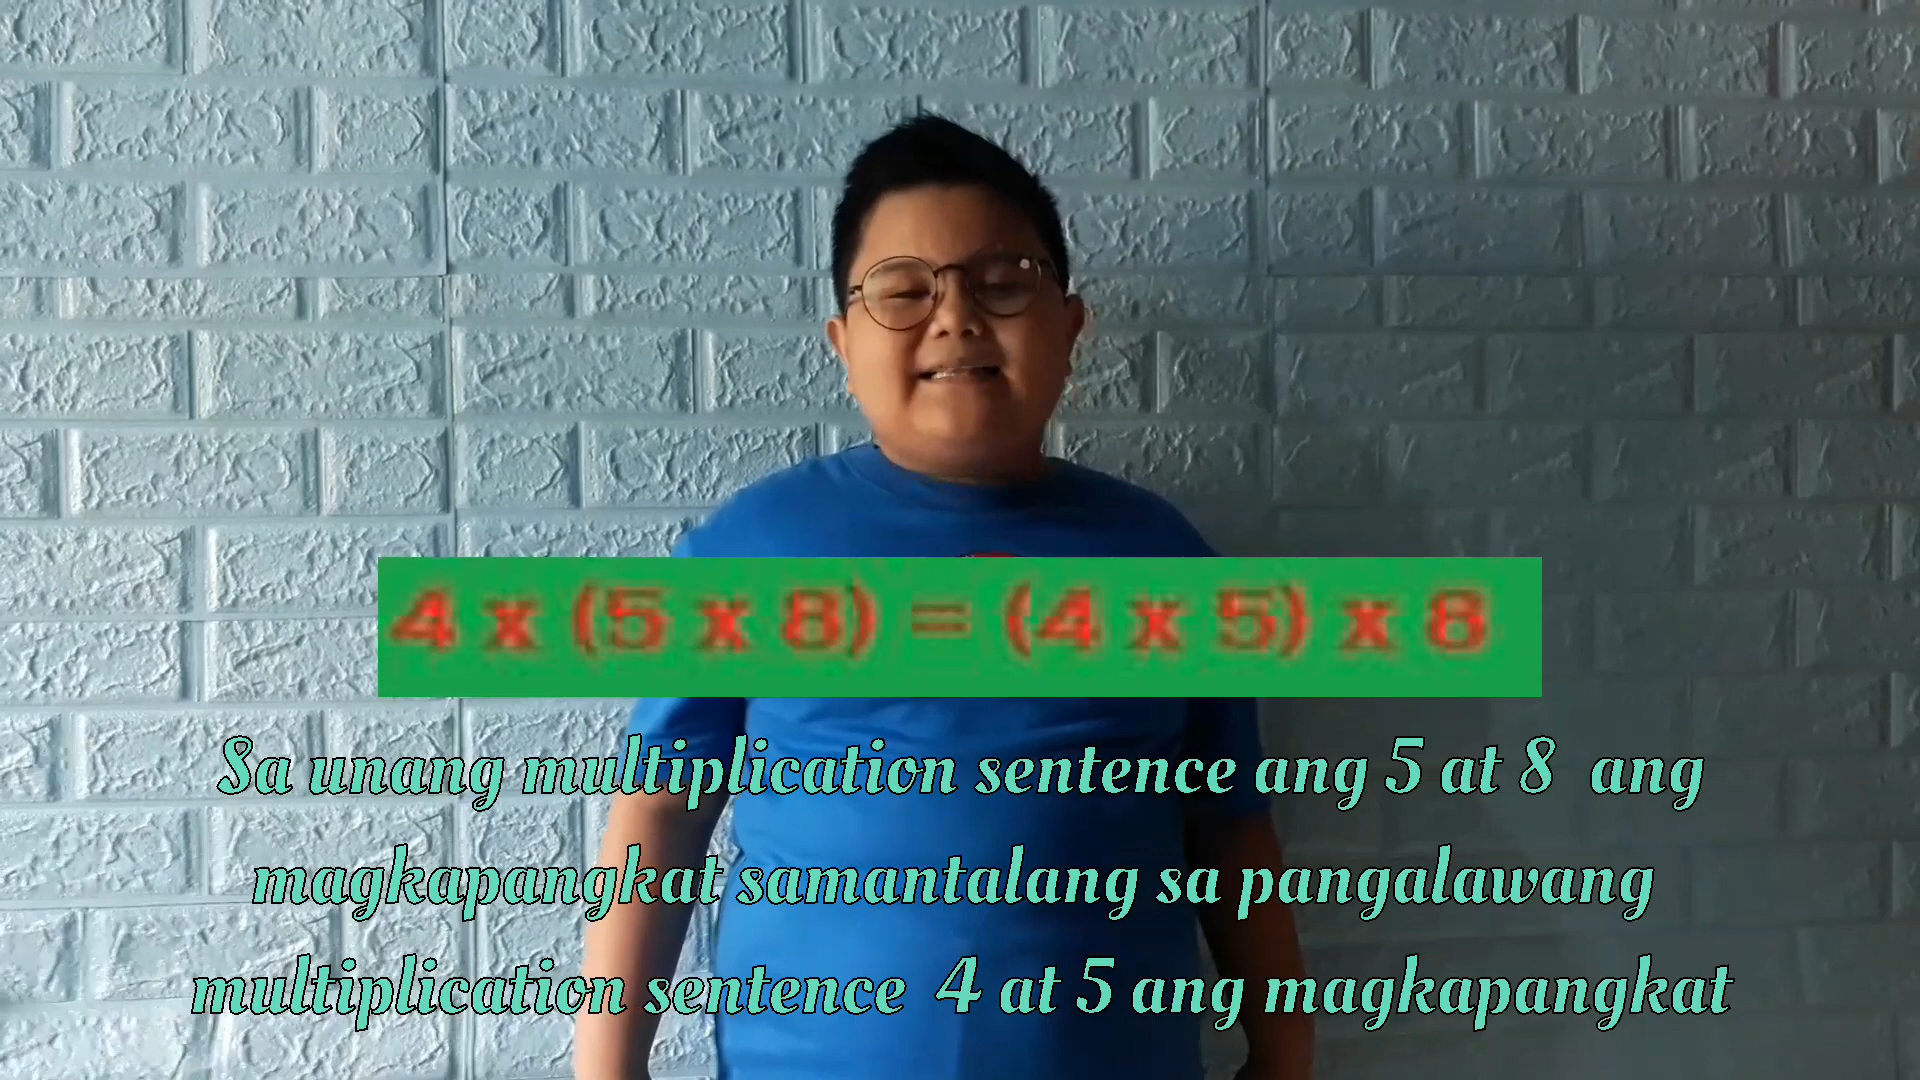 4 x (5 x 8) = (4 x 5) x 8
Sa unang multiplication sentence ang 5 at 8 ang
magkapangkat samantalang sa pangalawang
multiplication sentence 4 at 5 ang magkapangkat